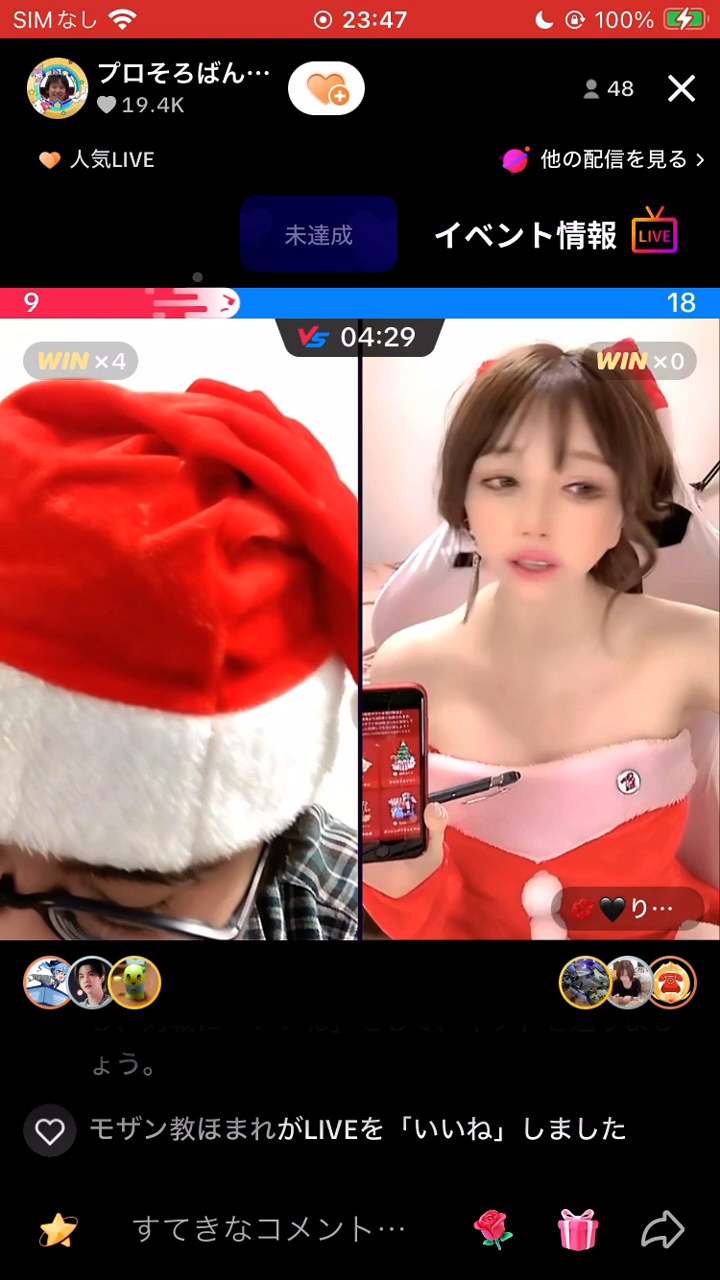 SIMなし 23:47 100%
プロそろばん…
19.4K
48
人気LIVE
他の配信を見る
未達成
イベント情報 LIVE
9
18
VS 04:29
WIN ×4
WIN ×0
り…
ょう。
モザン教ほまれがLIVEを「いいね」しました
すてきなコメント…